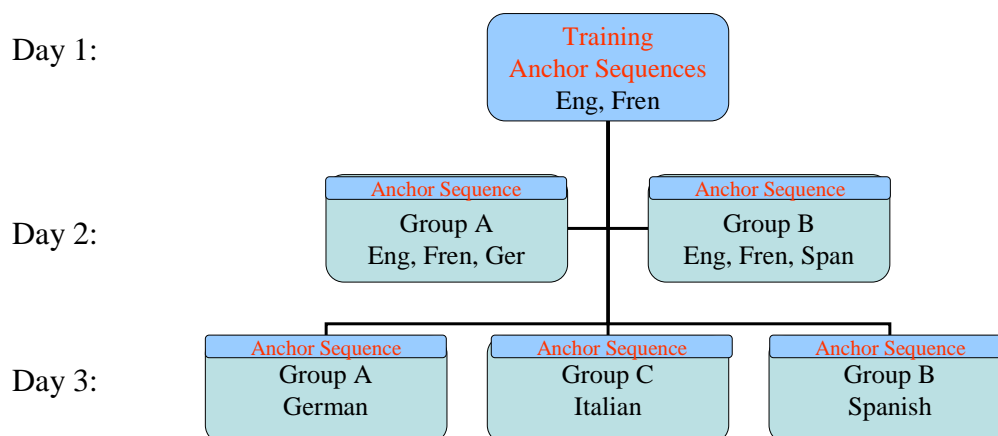 Day 1:
Training
Anchor Sequences
Eng, Fren
Day 2:
Anchor Sequence
Group A
Eng, Fren, Ger
Anchor Sequence
Group B
Eng, Fren, Span
Day 3:
Anchor Sequence
Group A
German
Anchor Sequence
Group C
Italian
Anchor Sequence
Group B
Spanish